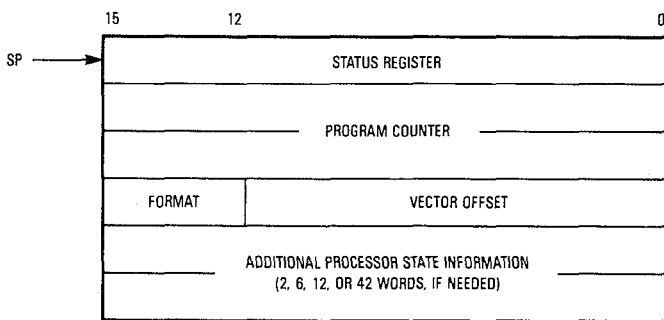 15 12 0
SP
STATUS REGISTER
PROGRAM COUNTER
FORMAT VECTOR OFFSET
ADDITIONAL PROCESSOR STATE INFORMATION
(2, 6, 12, OR 42 WORDS, IF NEEDED)